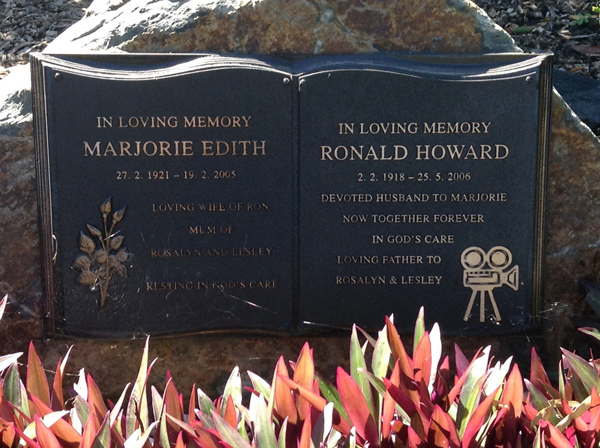 IN LOVING MEMORY
MARJORIE EDITH
27. 2. 1921 – 19. 2. 2005
LOVING WIFE OF RON
MUM OF
ROSALYN AND LESLEY
RESTING IN GOD'S CARE
IN LOVING MEMORY
RONALD HOWARD
2. 2. 1918 – 25. 5. 2006
DEVOTED HUSBAND TO MARJORIE
NOW TOGETHER FOREVER
IN GOD'S CARE
LOVING FATHER TO
ROSALYN & LESLEY